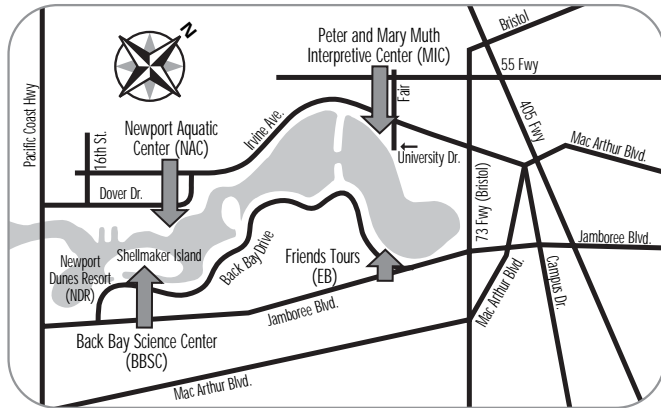 N
Peter and Mary Muth
Interpretive Center (MIC)
Bristol
55 Fwy
Pacific Coast Hwy
16th St.
Newport Aquatic
Center (NAC)
Irvine Ave.
Fair
405 Fwy
Mac Arthur Blvd.
University Dr.
Dover Dr.
73 Fwy (Bristol)
Shellmaker Island
Back Bay Drive
Friends Tours
(EB)
Jamboree Blvd.
Newport
Dunes Resort
(NDR)
Mac Arthur Blvd.
Campus Dr.
Jamboree Blvd.
Back Bay Science Center
(BBSC)
Mac Arthur Blvd.